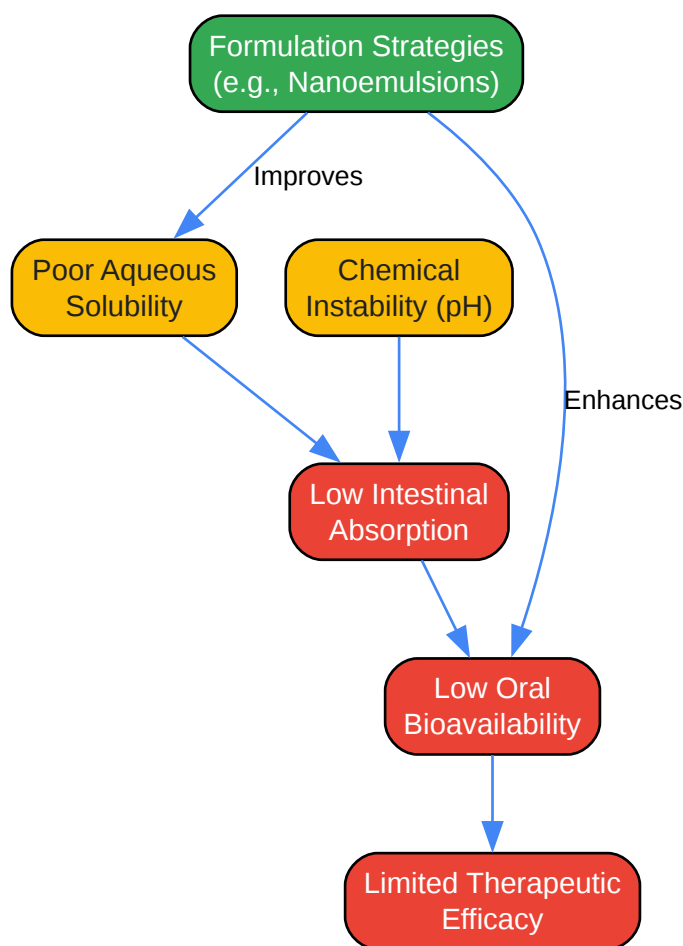 Formulation Strategies
(e.g., Nanoemulsions)
Improves
Poor Aqueous
Solubility
Chemical
Instability (pH)
Enhances
Low Intestinal
Absorption
Low Oral
Bioavailability
Limited Therapeutic
Efficacy